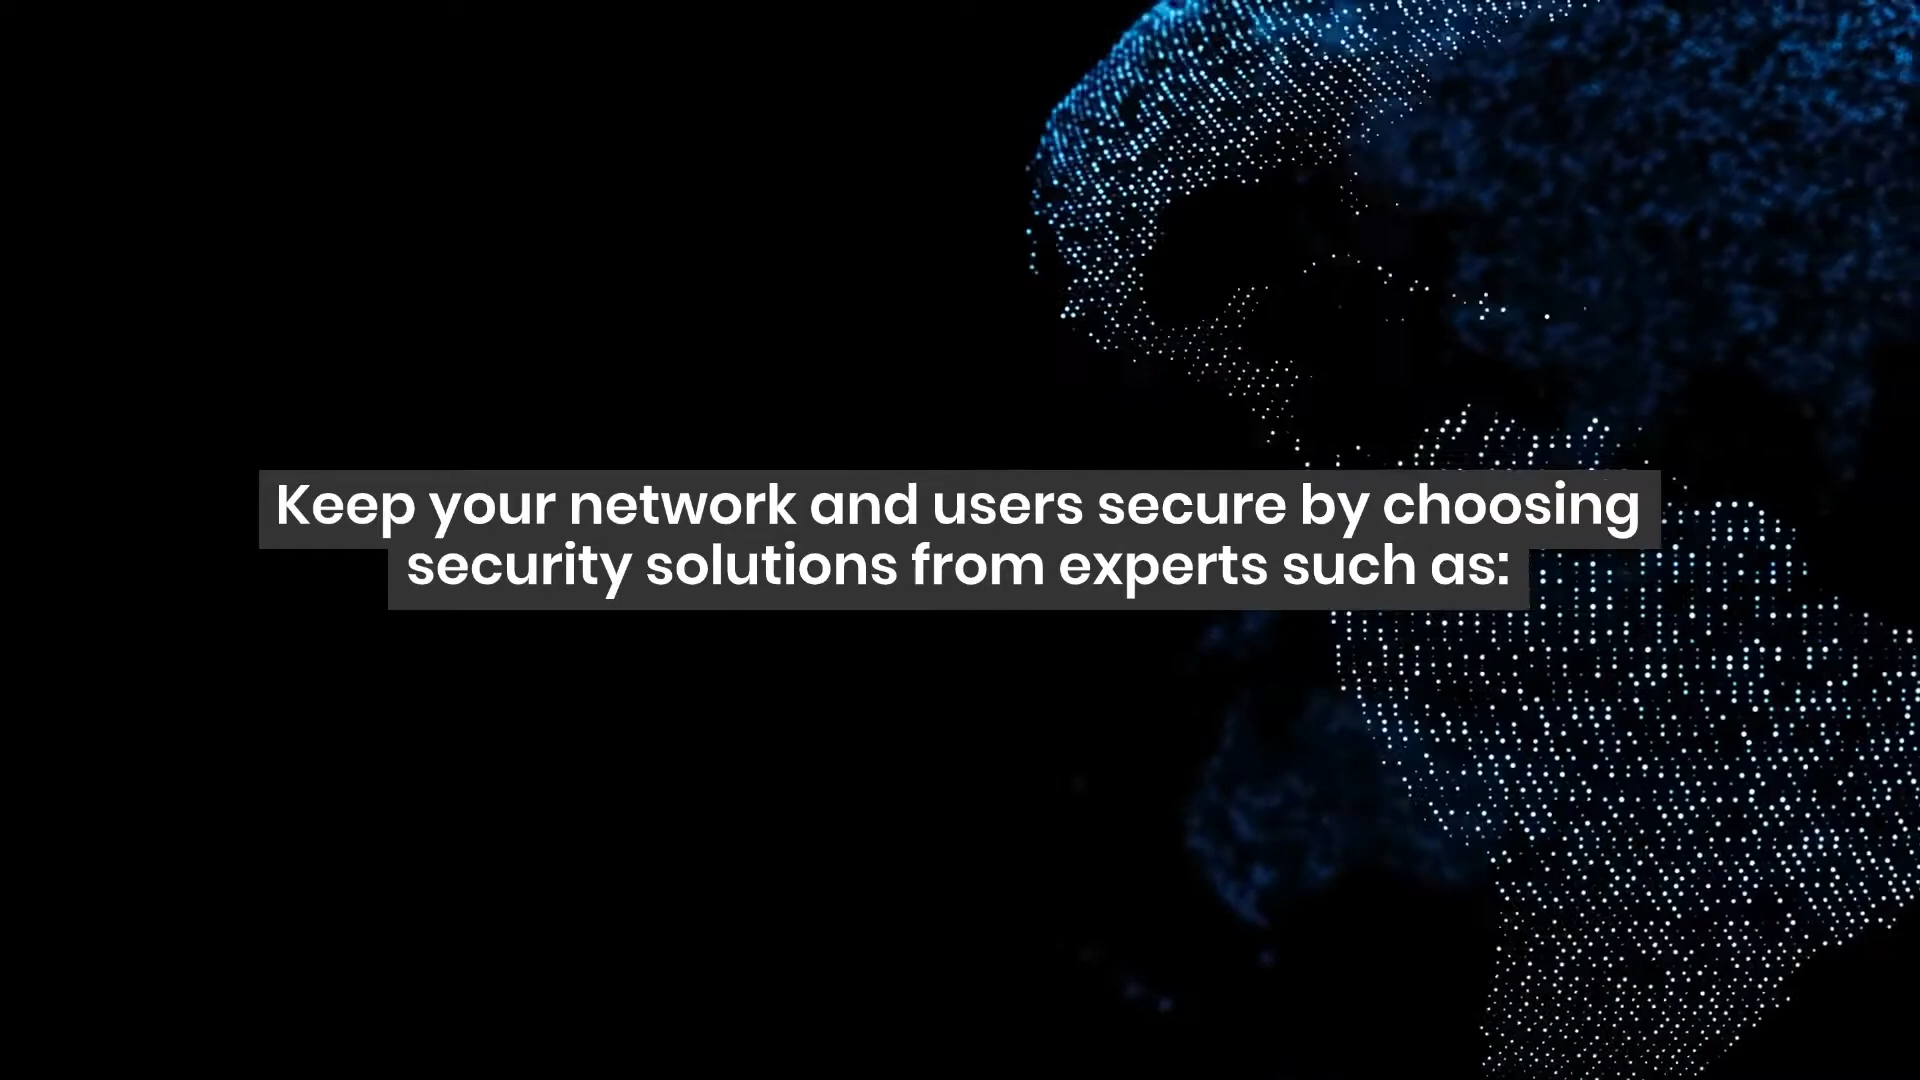 Keep your network and users secure by choosing
security solutions from experts such as: